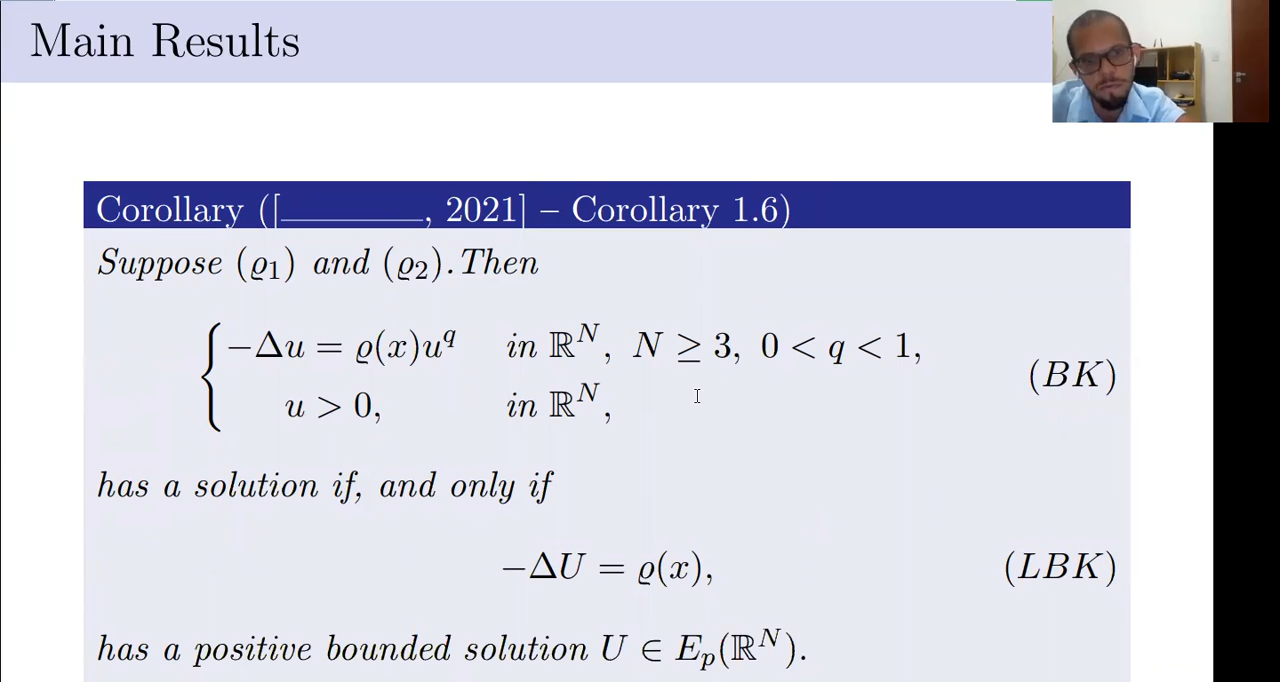 Main Results
Corollary ([________, 2021] – Corollary 1.6)
Suppose (ϱ₁) and (ϱ₂). Then
{ −Δu = ϱ(x)u^q in ℝ^N, N ≥ 3, 0 < q < 1,
u > 0, in ℝ^N,
(BK)
has a solution if, and only if
−ΔU = ϱ(x), (LBK)
has a positive bounded solution U ∈ E_p(ℝ^N).